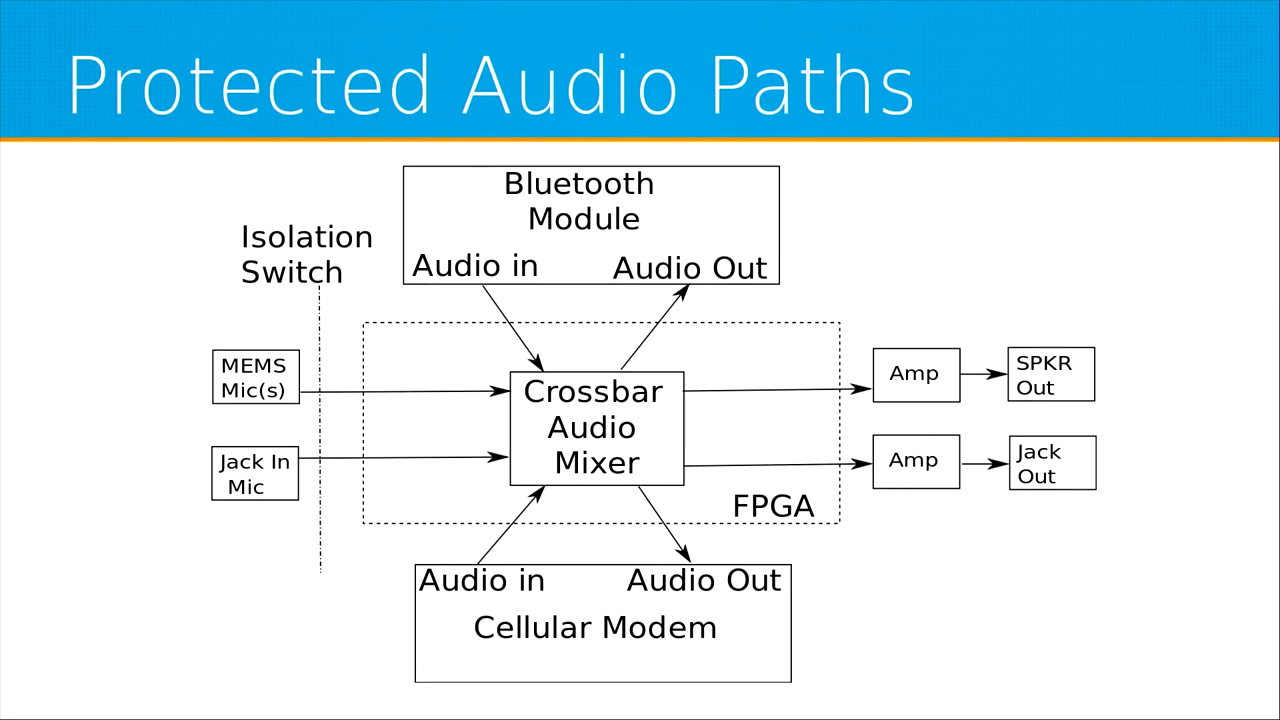 Protected Audio Paths
Bluetooth
Module
Audio in
Audio Out
Isolation
Switch
MEMS
Mic(s)
Jack In
Mic
Crossbar
Audio
Mixer
FPGA
Amp
SPKR
Out
Amp
Jack
Out
Audio in
Audio Out
Cellular Modem